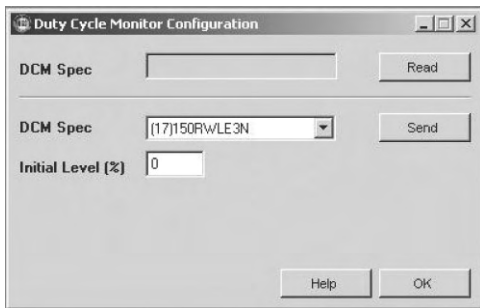 Duty Cycle Monitor Configuration
DCM Spec Read
DCM Spec (17)150RWLE3N Send
Initial Level (%) 0
Help OK